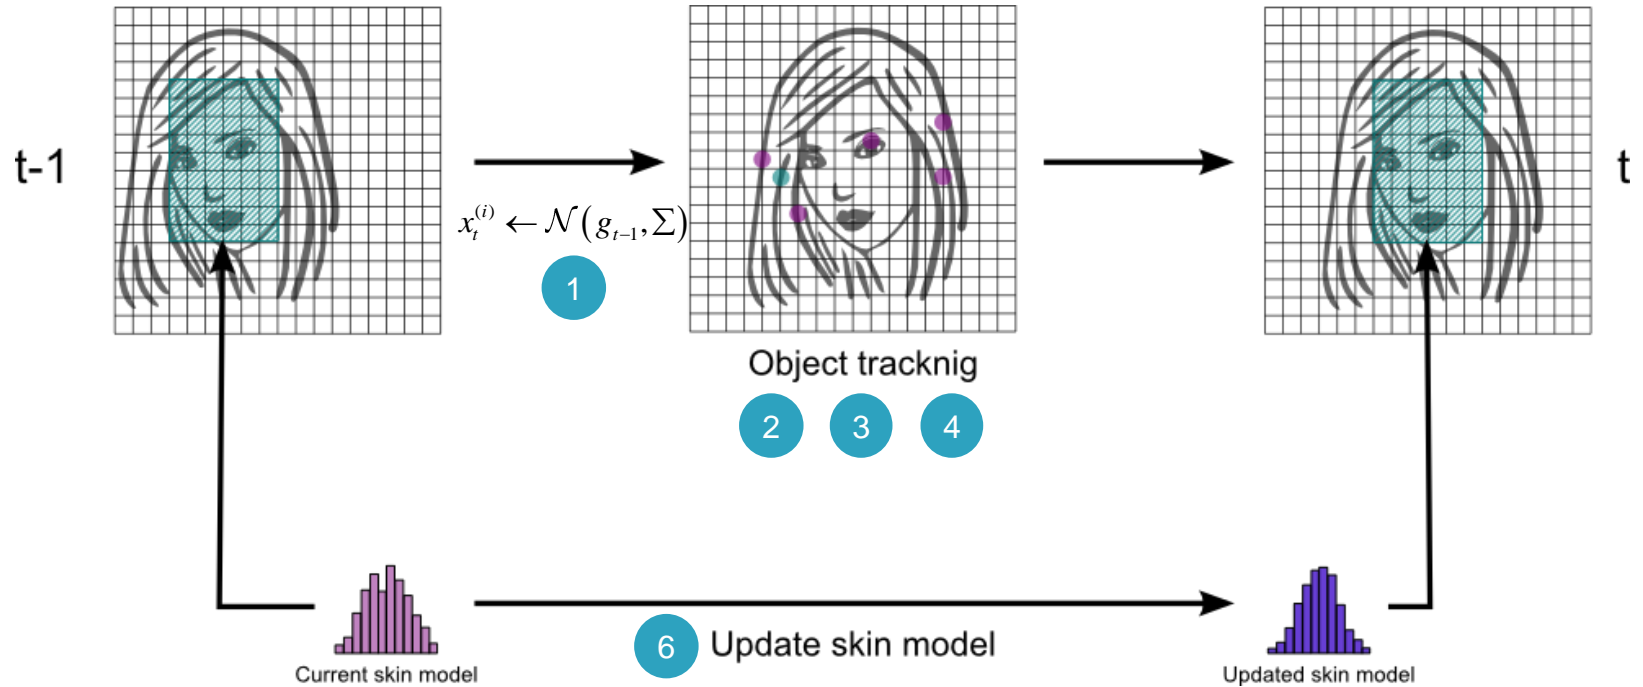 t-1
t
x_t^{(i)} ← 𝒩(g_{t−1}, Σ)
1
Object tracknig
2 3 4
6 Update skin model
Current skin model
Updated skin model